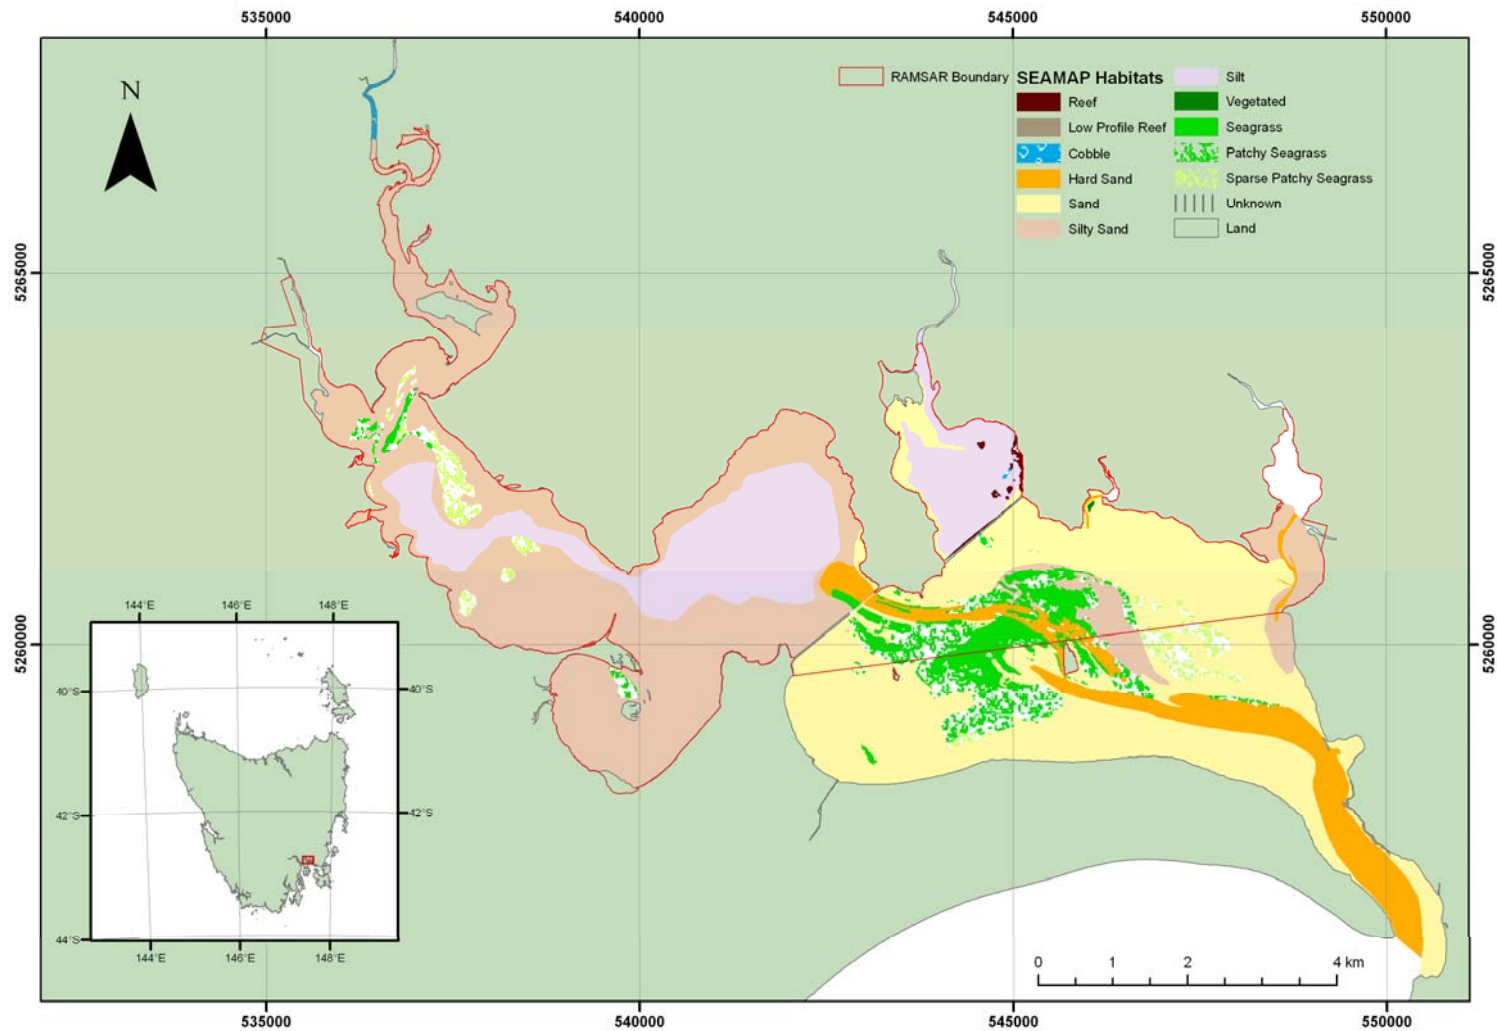 535000 540000 545000 550000
N
RAMSAR Boundary
SEAMAP Habitats
Reef
Low Profile Reef
Cobble
Hard Sand
Sand
Silty Sand
Silt
Vegetated
Seagrass
Patchy Seagrass
Sparse Patchy Seagrass
Unknown
Land
5265000 5265000
5260000 5260000
144°E 146°E 148°E
40°S 40°S
42°S 42°S
44°S
144°E 146°E 148°E
0 1 2 4 km
535000 540000 545000 550000